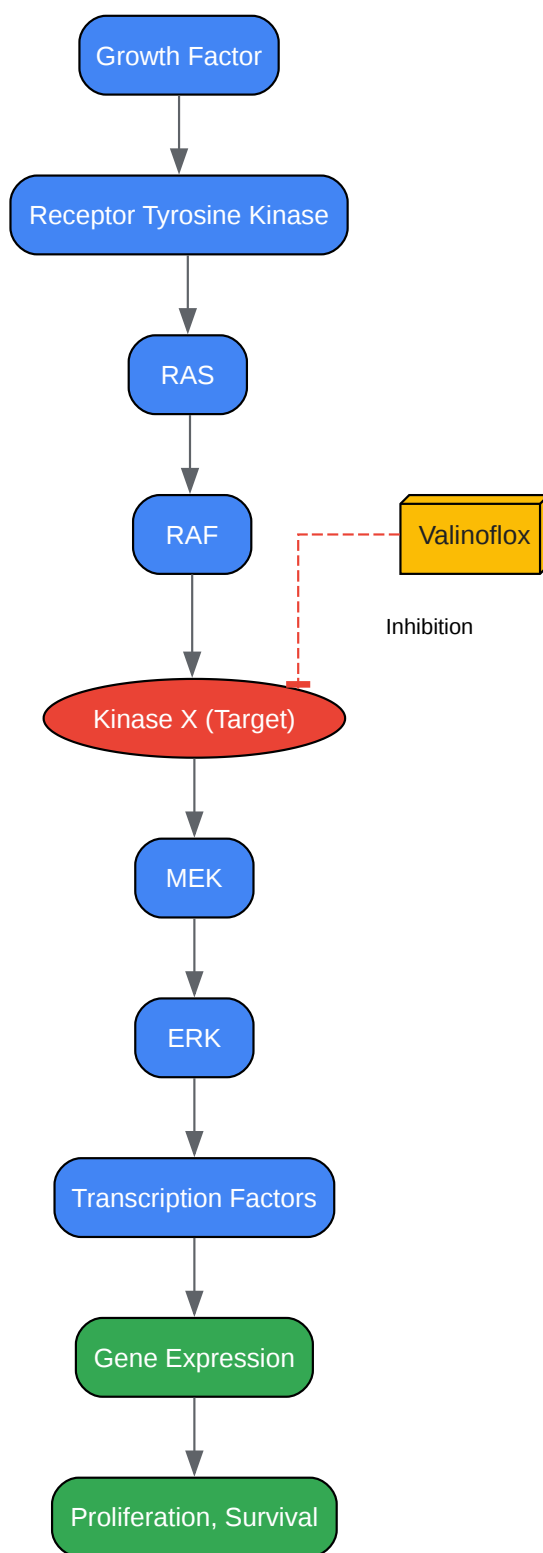 Growth Factor
Receptor Tyrosine Kinase
RAS
RAF
Valinoflox
Inhibition
Kinase X (Target)
MEK
ERK
Transcription Factors
Gene Expression
Proliferation, Survival